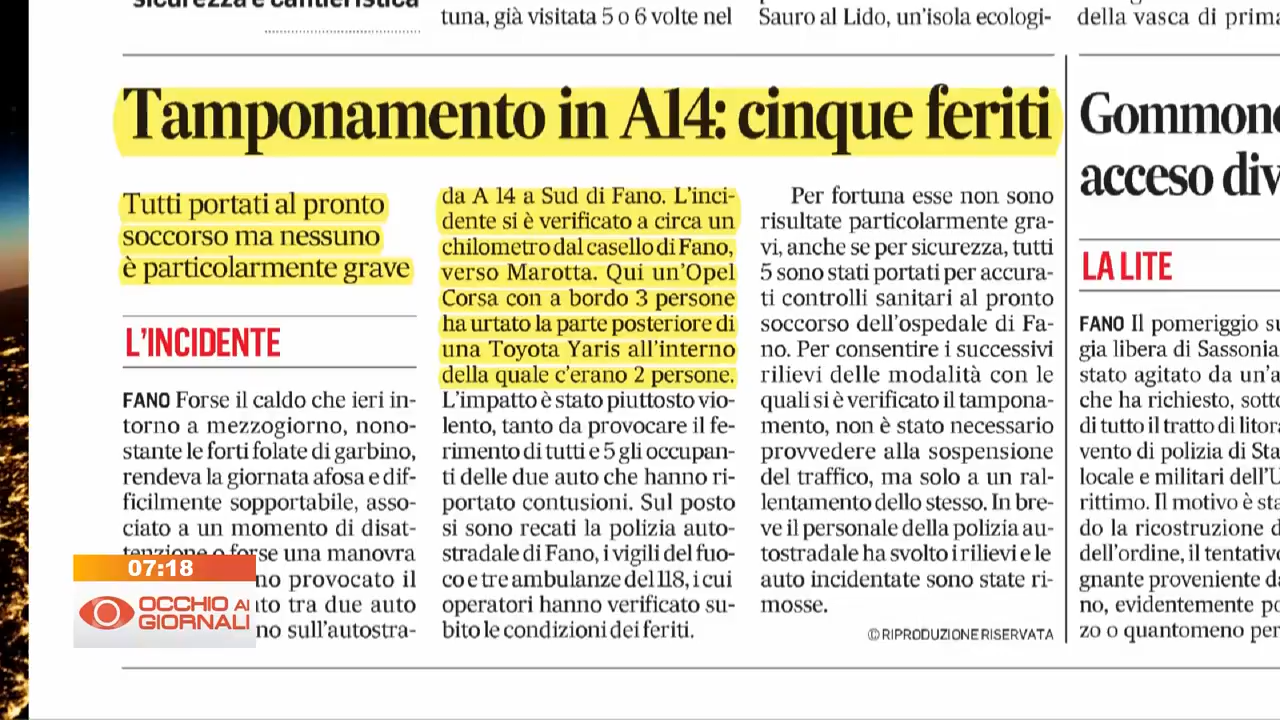 sicurezza e cantieristica
tuna, già visitata 5 o 6 volte nel
Sauro al Lido, un'isola ecologi-
della vasca di prima
Tamponamento in A14: cinque feriti
Tutti portati al pronto
soccorso ma nessuno
è particolarmente grave
L'INCIDENTE
FANO Forse il caldo che ieri in-
torno a mezzogiorno, nono-
stante le forti folate di garbino,
rendeva la giornata afosa e dif-
ficilmente sopportabile, asso-
ciato a un momento di disat-
tenzione o forse una manovra
no provocato il
to tra due auto
no sull'autostra-
da A 14 a Sud di Fano. L'inci-
dente si è verificato a circa un
chilometro dal casello di Fano,
verso Marotta. Qui un'Opel
Corsa con a bordo 3 persone
ha urtato la parte posteriore di
una Toyota Yaris all'interno
della quale c'erano 2 persone.
L'impatto è stato piuttosto vio-
lento, tanto da provocare il fe-
rimento di tutti e 5 gli occupan-
ti delle due auto che hanno ri-
portato contusioni. Sul posto
si sono recati la polizia auto-
stradale di Fano, i vigili del fuo-
co e tre ambulanze del 118, i cui
operatori hanno verificato su-
bito le condizioni dei feriti.
Per fortuna esse non sono
risultate particolarmente gra-
vi, anche se per sicurezza, tutti
5 sono stati portati per accura-
ti controlli sanitari al pronto
soccorso dell'ospedale di Fa-
no. Per consentire i successivi
rilievi delle modalità con le
quali si è verificato il tampona-
mento, non è stato necessario
provvedere alla sospensione
del traffico, ma solo a un ral-
lentamento dello stesso. In bre-
ve il personale della polizia au-
tostradale ha svolto i rilievi e le
auto incidentate sono state ri-
mosse.
© RIPRODUZIONE RISERVATA
Gommone
acceso div
LA LITE
FANO Il pomeriggio su
gia libera di Sassonia
stato agitato da un'a
che ha richiesto, sotto
di tutto il tratto di litora
vento di polizia di Sta
locale e militari dell'U
rittimo. Il motivo è sta
do la ricostruzione d
dell'ordine, il tentativo
gnante proveniente da
no, evidentemente po
zo o quantomeno per
07:18
OCCHIO AI
GIORNALI